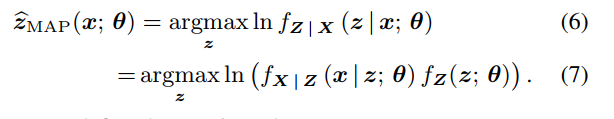 ẑ_MAP(x; θ) = argmax_z ln f_{Z | X} (z | x; θ) (6)
= argmax_z ln (f_{X | Z} (x | z; θ) f_Z(z; θ)) . (7)